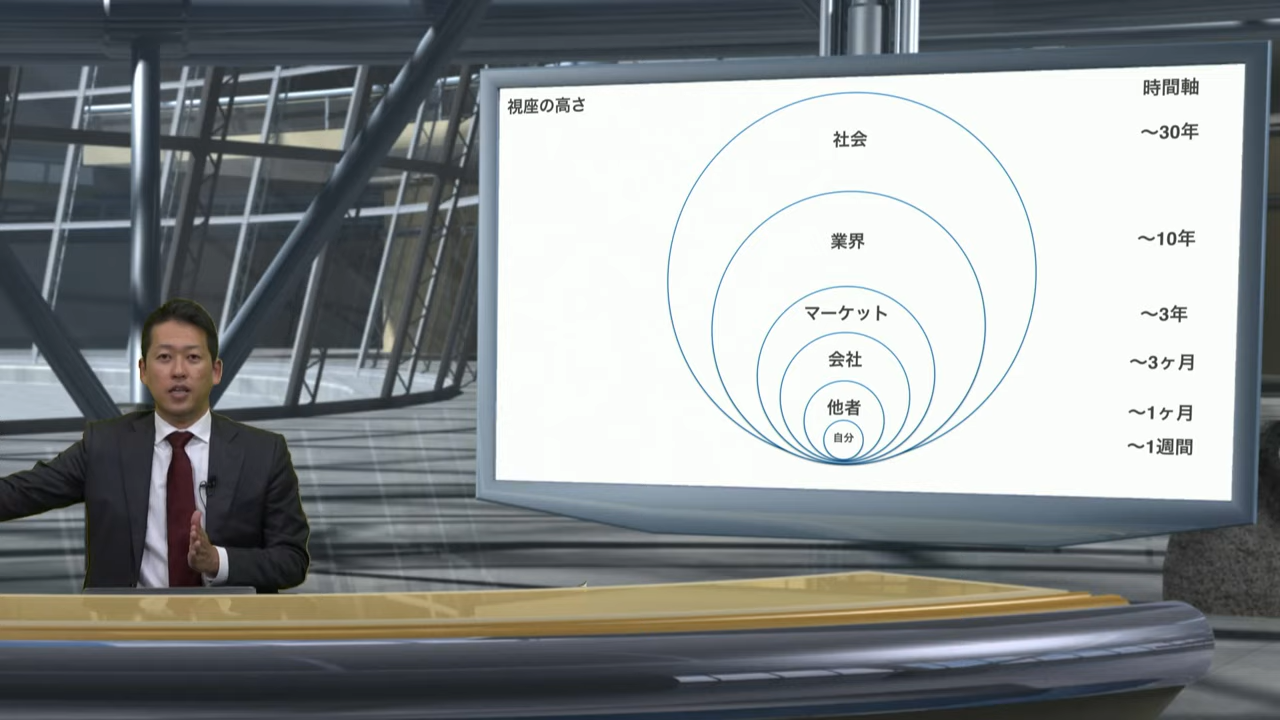 視座の高さ
時間軸
社会
〜30年
業界
〜10年
マーケット
〜3年
会社
〜3ヶ月
他者
〜1ヶ月
自分
〜1週間